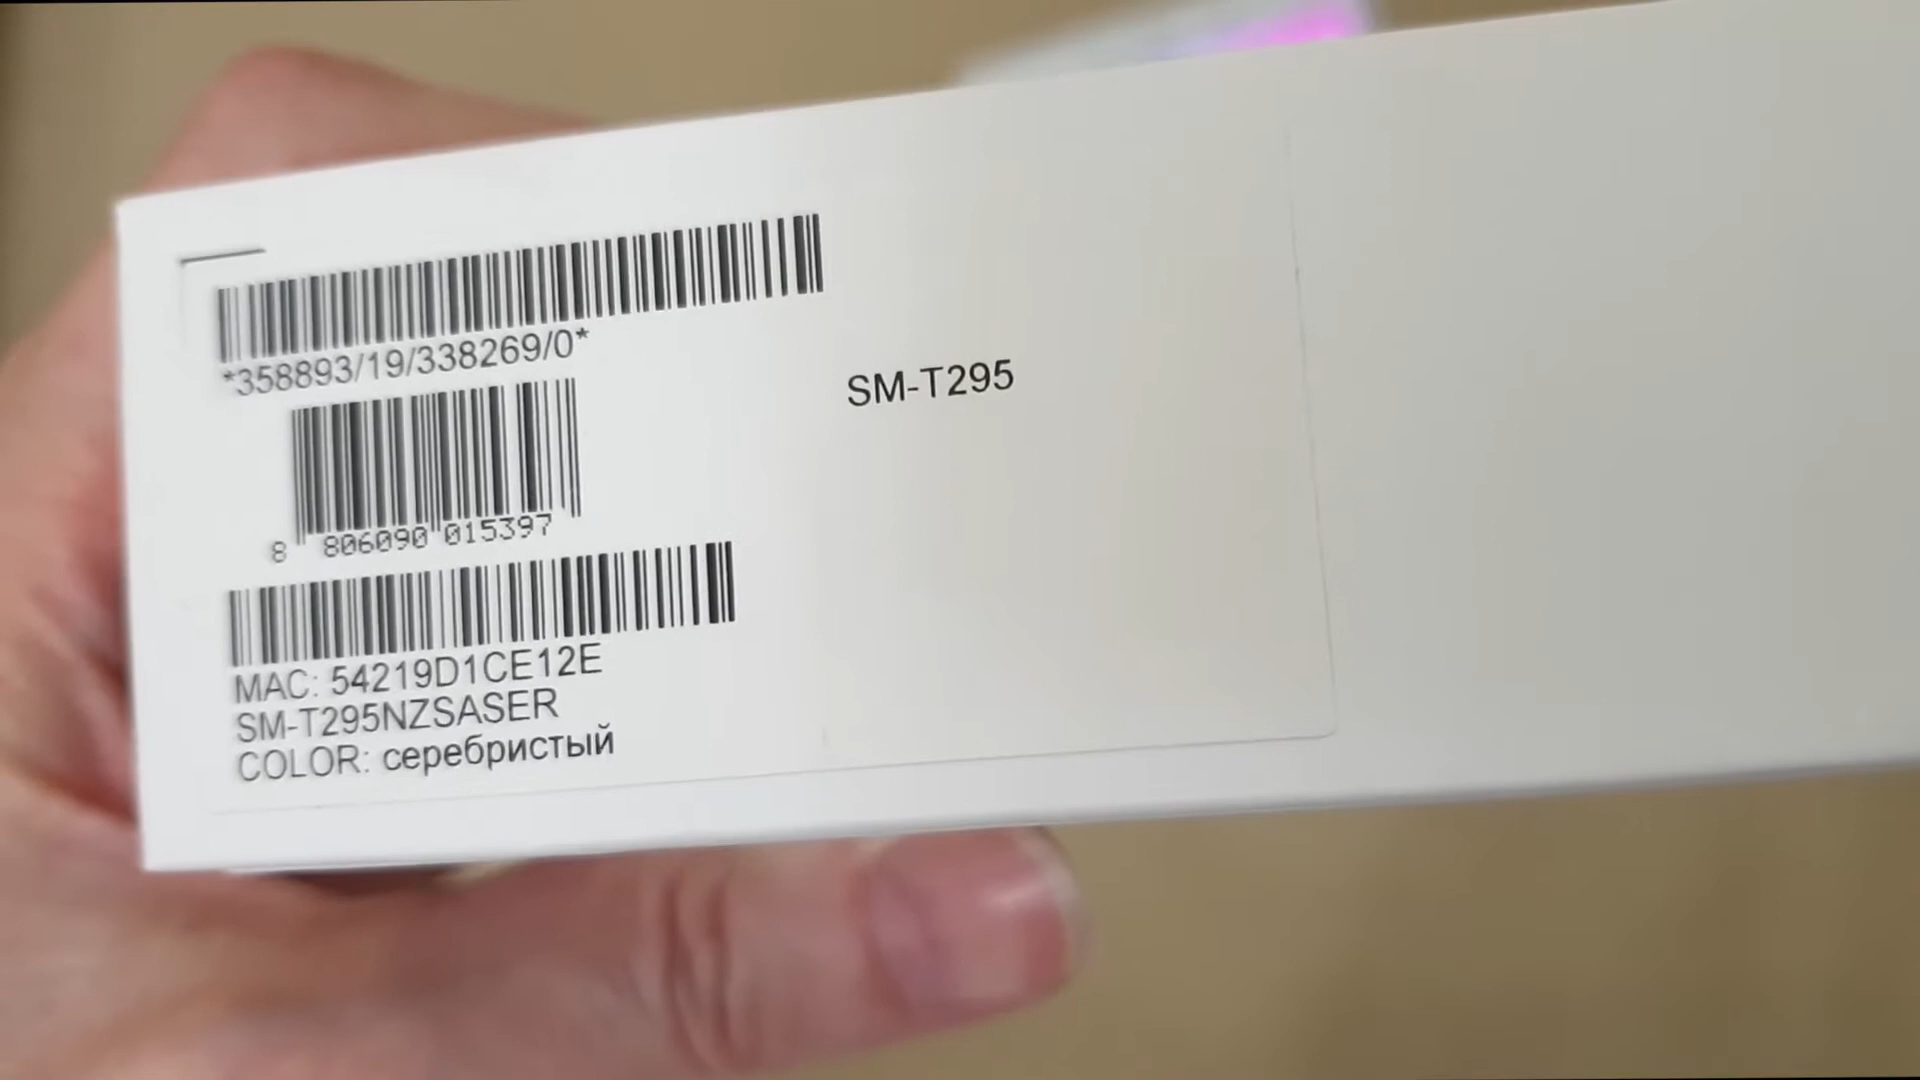 *358893/19/338269/0*
SM-T295
8 806090 015397
MAC: 54219D1CE12E
SM-T295NZSASER
COLOR: серебристый